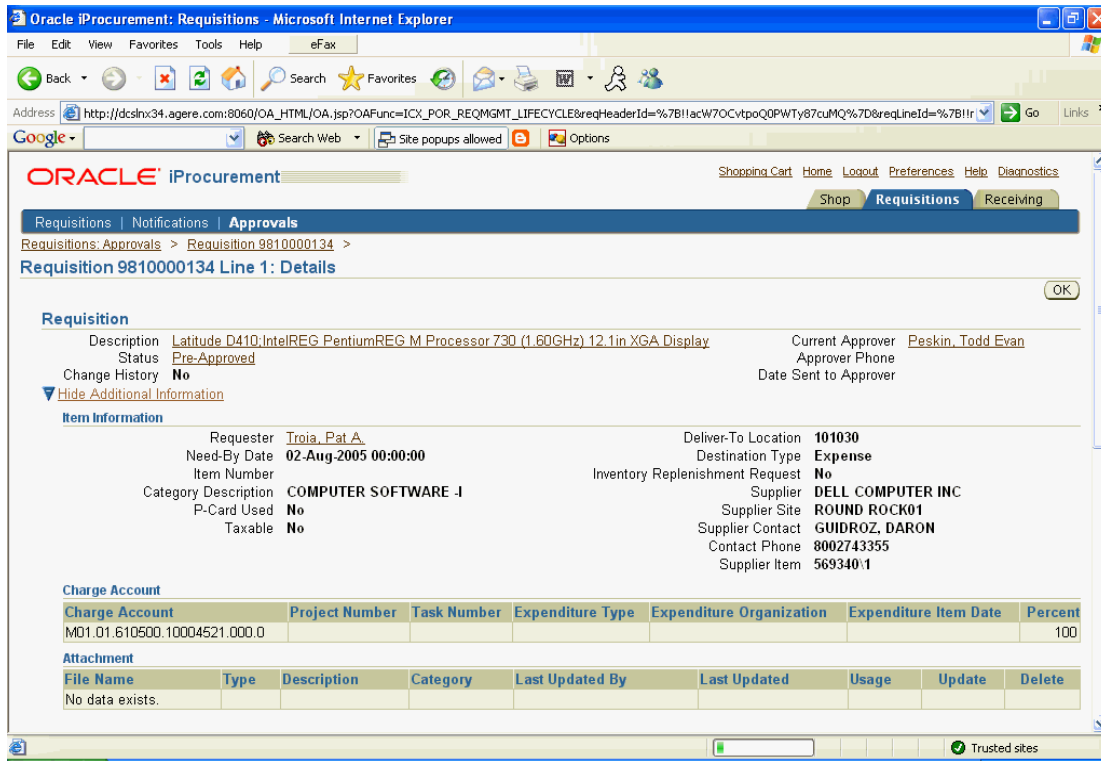 Oracle iProcurement: Requisitions - Microsoft Internet Explorer
File Edit View Favorites Tools Help eFax
Back Search Favorites
Address http://dcslnx34.agere.com:8060/OA_HTML/OA.jsp?OAFunc=ICX_POR_REQMGMT_LIFECYCLE&reqHeaderId=%7B!!acW7OCvtpoQ0PWTy87cuMQ%7D&reqLineId=%7B!!r Go Links
Google Search Web Site popups allowed Options
ORACLE iProcurement
Shopping Cart Home Logout Preferences Help Diagnostics
Shop Requisitions Receiving
Requisitions | Notifications | Approvals
Requisitions: Approvals > Requisition 9810000134 >
Requisition 9810000134 Line 1: Details
OK
Requisition
Description Latitude D410;IntelREG PentiumREG M Processor 730 (1.60GHz) 12.1in XGA Display Current Approver Peskin, Todd Evan
Status Pre-Approved Approver Phone
Change History No Date Sent to Approver
Hide Additional Information
Item Information
Requester Troia, Pat A. Deliver-To Location 101030
Need-By Date 02-Aug-2005 00:00:00 Destination Type Expense
Item Number Inventory Replenishment Request No
Category Description COMPUTER SOFTWARE -I Supplier DELL COMPUTER INC
P-Card Used No Supplier Site ROUND ROCK01
Taxable No Supplier Contact GUIDROZ, DARON
Contact Phone 8002743355
Supplier Item 569340\1
Charge Account
Charge Account Project Number Task Number Expenditure Type Expenditure Organization Expenditure Item Date Percent
M01.01.610500.10004521.000.0 100
Attachment
File Name Type Description Category Last Updated By Last Updated Usage Update Delete
No data exists.
Trusted sites